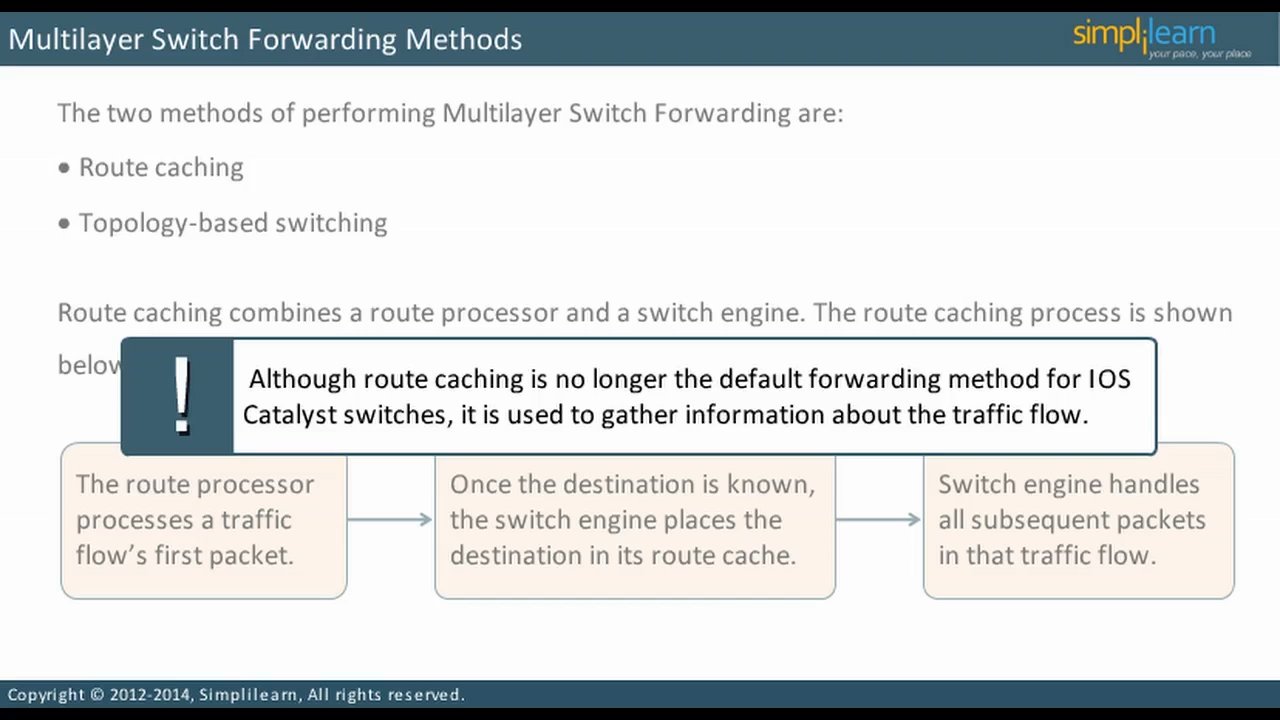 Multilayer Switch Forwarding Methods
simplilearn
your pace, your place
The two methods of performing Multilayer Switch Forwarding are:
• Route caching
• Topology-based switching
Route caching combines a route processor and a switch engine. The route caching process is shown
below
!
Although route caching is no longer the default forwarding method for IOS
Catalyst switches, it is used to gather information about the traffic flow.
The route processor
processes a traffic
flow’s first packet.
Once the destination is known,
the switch engine places the
destination in its route cache.
Switch engine handles
all subsequent packets
in that traffic flow.
Copyright © 2012-2014, Simplilearn, All rights reserved.